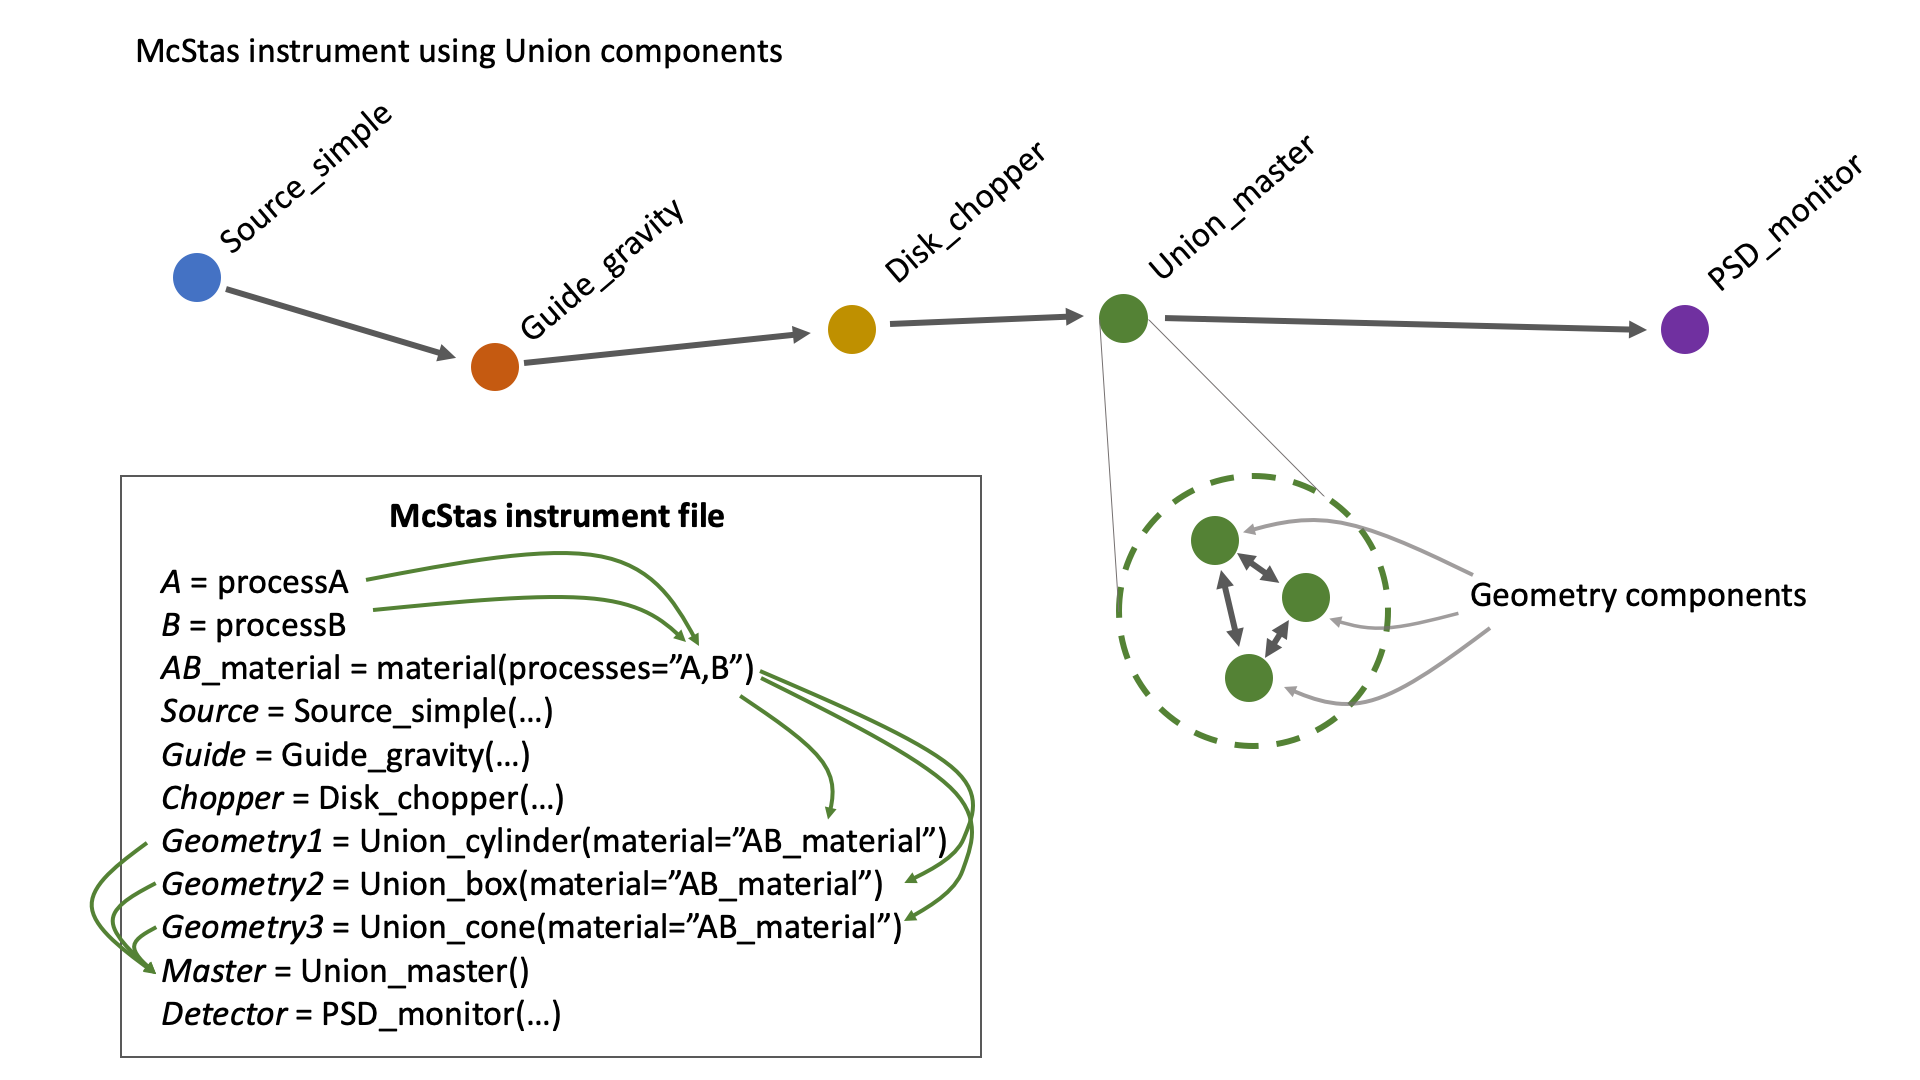 McStas instrument using Union components
Source_simple
Guide_gravity
Disk_chopper
Union_master
PSD_monitor
McStas instrument file
A = processA
B = processB
AB_material = material(processes=”A,B”)
Source = Source_simple(...)
Guide = Guide_gravity(...)
Chopper = Disk_chopper(...)
Geometry1 = Union_cylinder(material=”AB_material”)
Geometry2 = Union_box(material=”AB_material”)
Geometry3 = Union_cone(material=”AB_material”)
Master = Union_master()
Detector = PSD_monitor(...)
Geometry components